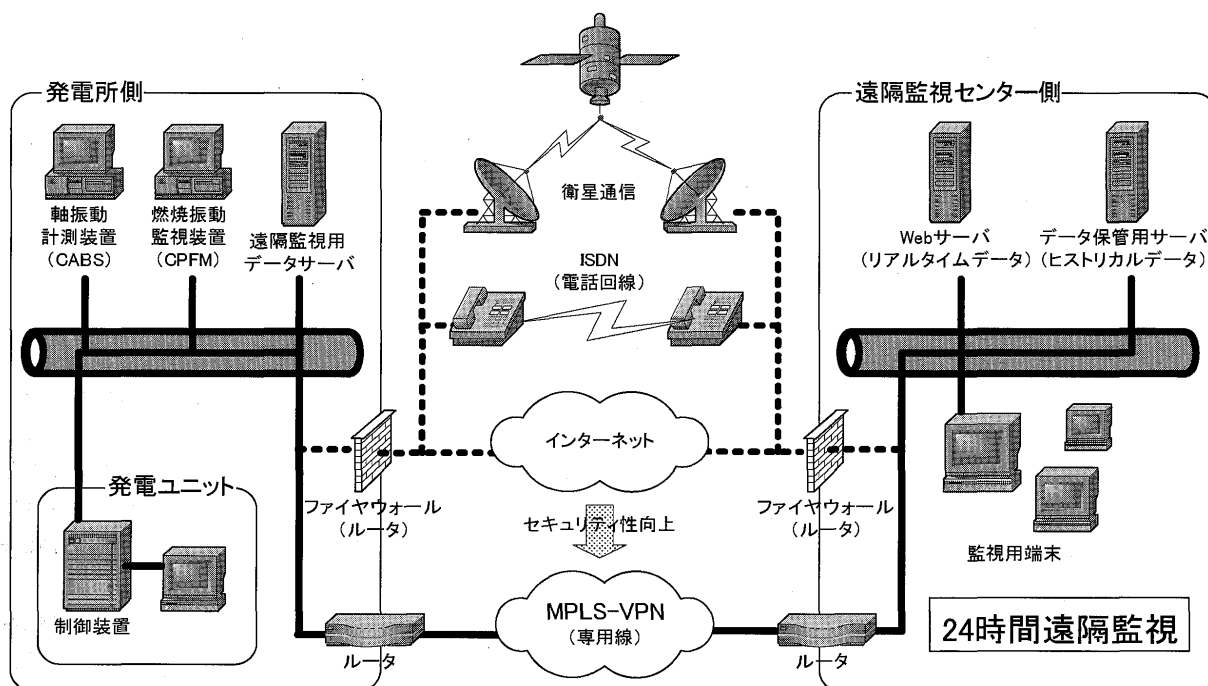 発電所側
軸振動
計測装置
(CABS)
燃焼振動
監視装置
(CPFM)
遠隔監視用
データサーバ
発電ユニット
制御装置
衛星通信
ISDN
(電話回線)
インターネット
ファイヤウォール
(ルータ)
セキュリティ性向上
ファイヤウォール
(ルータ)
MPLS-VPN
(専用線)
ルータ
ルータ
遠隔監視センター側
Webサーバ
(リアルタイムデータ)
データ保管用サーバ
(ヒストリカルデータ)
監視用端末
24時間遠隔監視